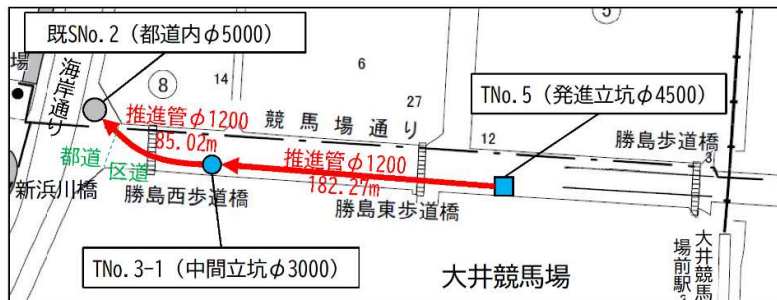 既SNo.2（都道内φ5000）
⑤
場
海岸通り
⑧
14
6
27
TNo.5（発進立坑φ4500）
推進管φ1200
85.02m
競馬場通り
12
勝島歩道橋
3
都道
区道
推進管φ1200
182.27m
新浜川橋
勝島西歩道橋
勝島東歩道橋
TNo.3-1（中間立坑φ3000）
大井競馬場
大井競馬
場前駅